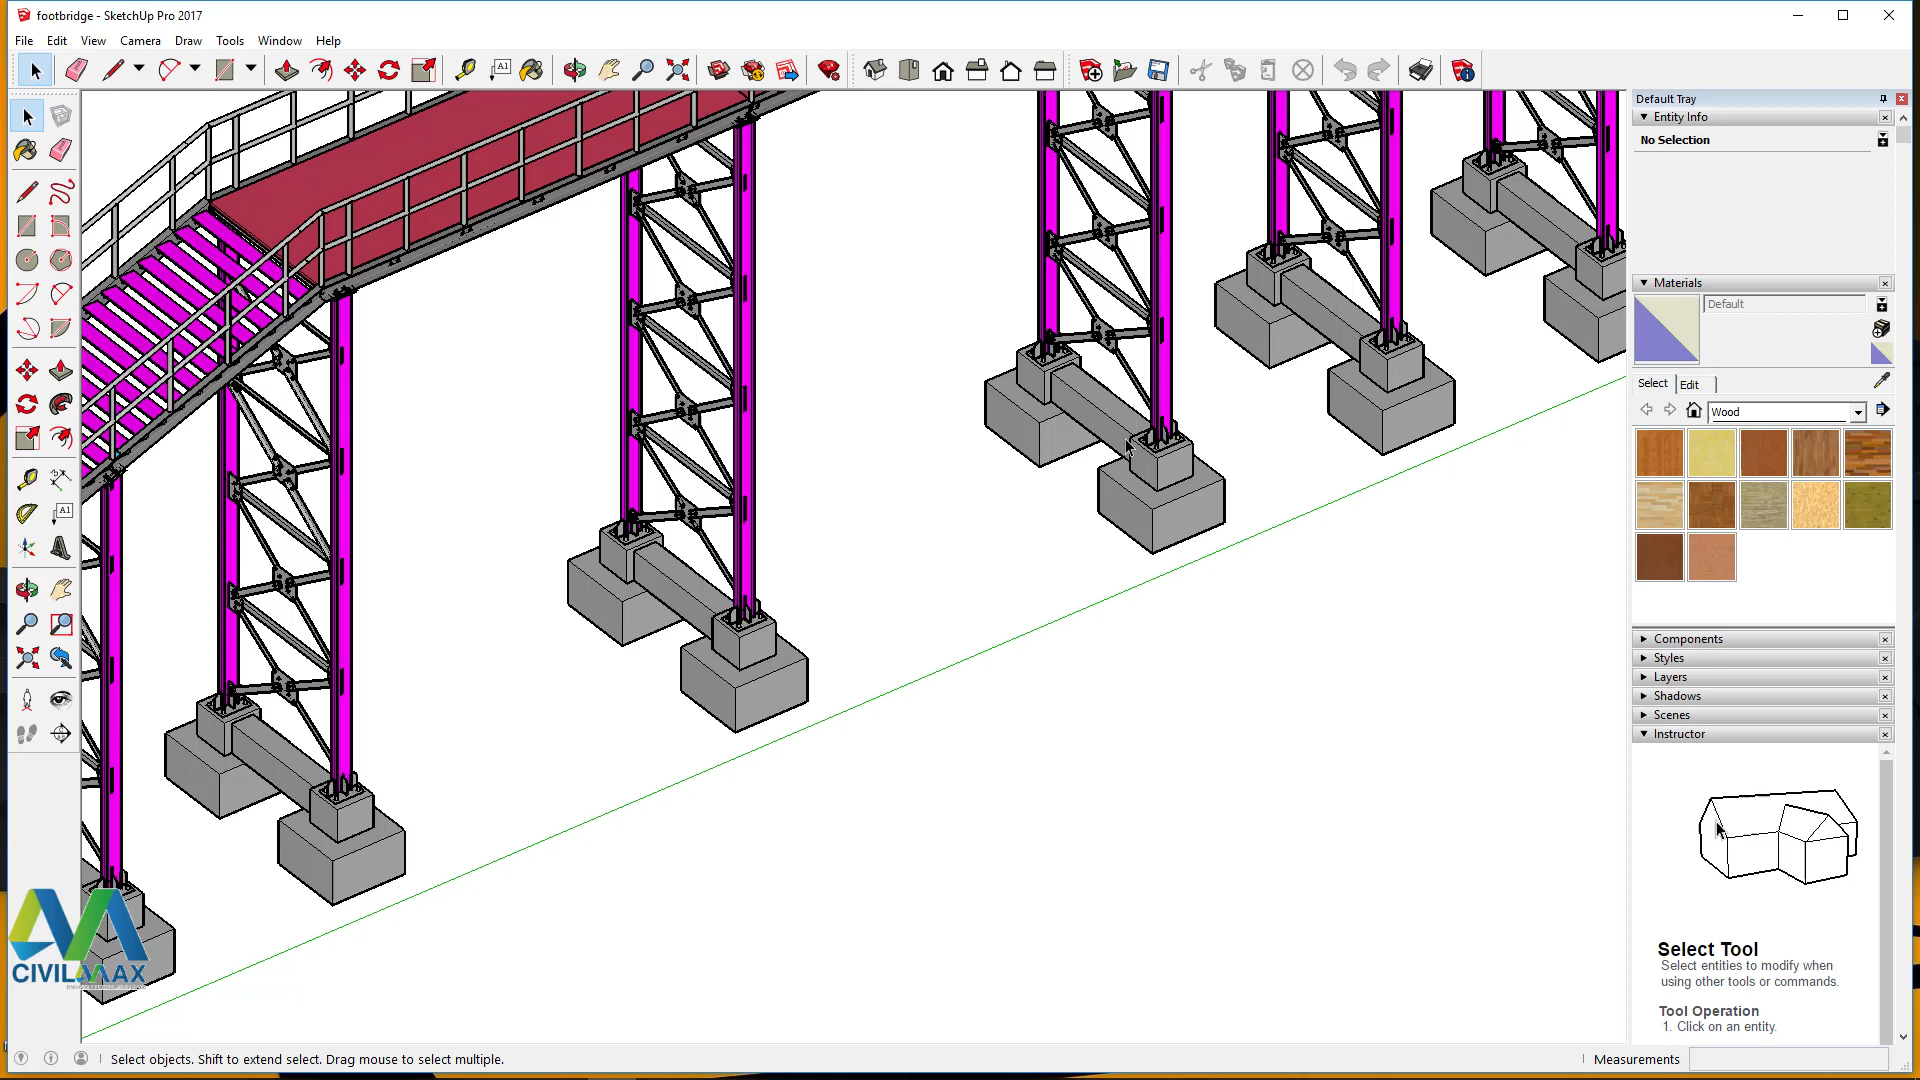 footbridge - SketchUp Pro 2017
File Edit View Camera Draw Tools Window Help
A1
Default Tray
Entity Info
No Selection
Materials
Default
Select Edit
Wood
A1
Components
Styles
Layers
Shadows
Scenes
Instructor
Select Tool
Select entities to modify when
using other tools or commands.
Tool Operation
1. Click on an entity.
CIVILMAX
Select objects. Shift to extend select. Drag mouse to select multiple.
Measurements